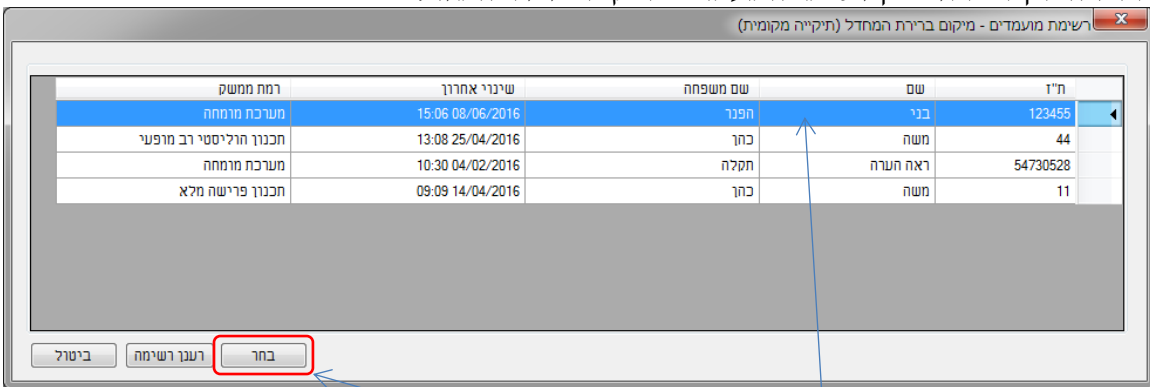 רשימת מועמדים - מיקום ברירת המחדל (תיקייה מקומית)
ת"ז שם שם משפחה שינוי אחרון רמת ממשק
123455 בני הפנר 15:06 08/06/2016 מערכת מומחה
44 משה כהן 13:08 25/04/2016 תכנון הוליסטי רב מופעי
54730528 ראה הערה תקלה 10:30 04/02/2016 מערכת מומחה
11 משה כהן 09:09 14/04/2016 תכנון פרישה מלא
בחר רענן רשימה ביטול